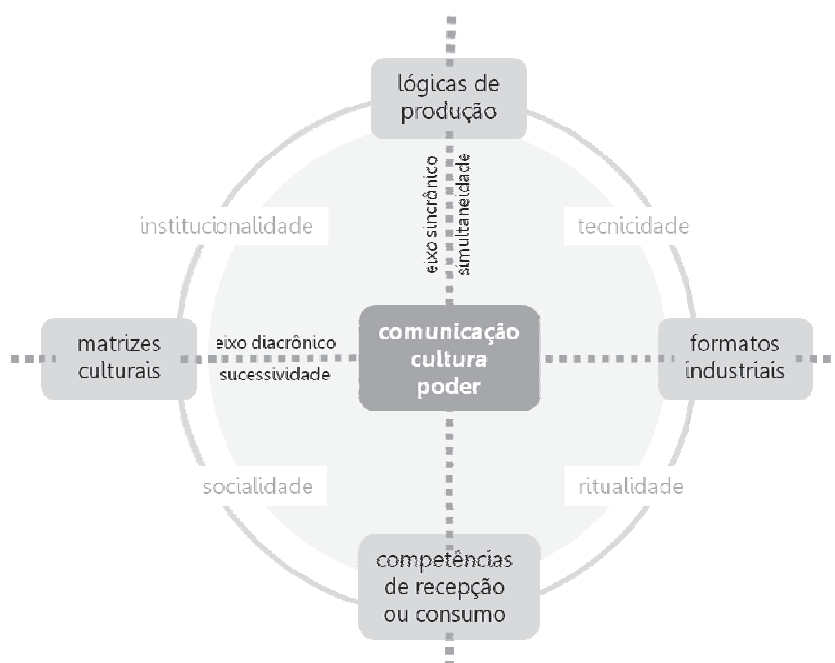 lógicas de
produção
eixo sincrônico
simultaneidade
institucionalidade
tecnicidade
matrizes
culturais
eixo diacrônico
sucessividade
comunicação
cultura
poder
formatos
industriais
socialidade
ritualidade
competências
de recepção
ou consumo